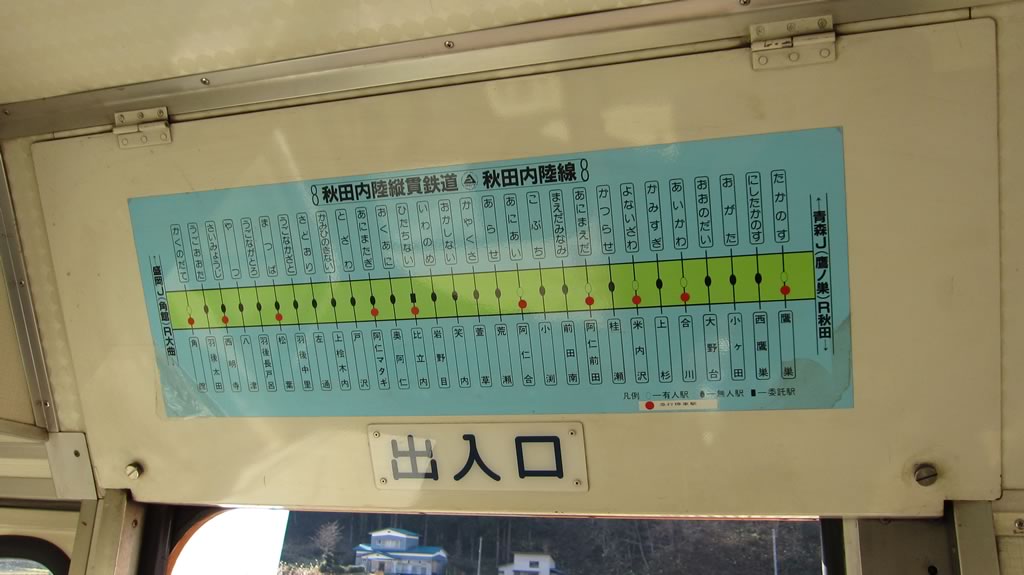 秋田内陸縦貫鉄道 秋田内陸線
かくのだて
うごおおた
さいみょうじ
やつ
うごながとろ
まつば
うごなかざと
さどおり
かみひのきない
とざわ
あにまたぎ
おくあに
ひたちない
いわのめ
おかしない
かやくさ
あらせ
あにあい
こぶち
まえだみなみ
あにまえだ
かつらせ
よないざわ
かみすぎ
あいかわ
おおのだい
おがた
にしたかのす
たかのす
↑盛岡 JR(角館) 大曲↓
↑青森 JR(鷹ノ巣) 秋田↓
角館
羽後太田
西明寺
八津
羽後長戸呂
松葉
羽後中里
左通
上桧木内
戸沢
阿仁マタギ
奥阿仁
比立内
岩野目
笑内
萱草
荒瀬
阿仁合
小渕
前田南
阿仁前田
桂瀬
米内沢
上杉
合川
大野台
小ヶ田
西鷹巣
鷹巣
凡例 ○―有人駅 ●―無人駅 ■―委託駅
急行停車駅
出入口